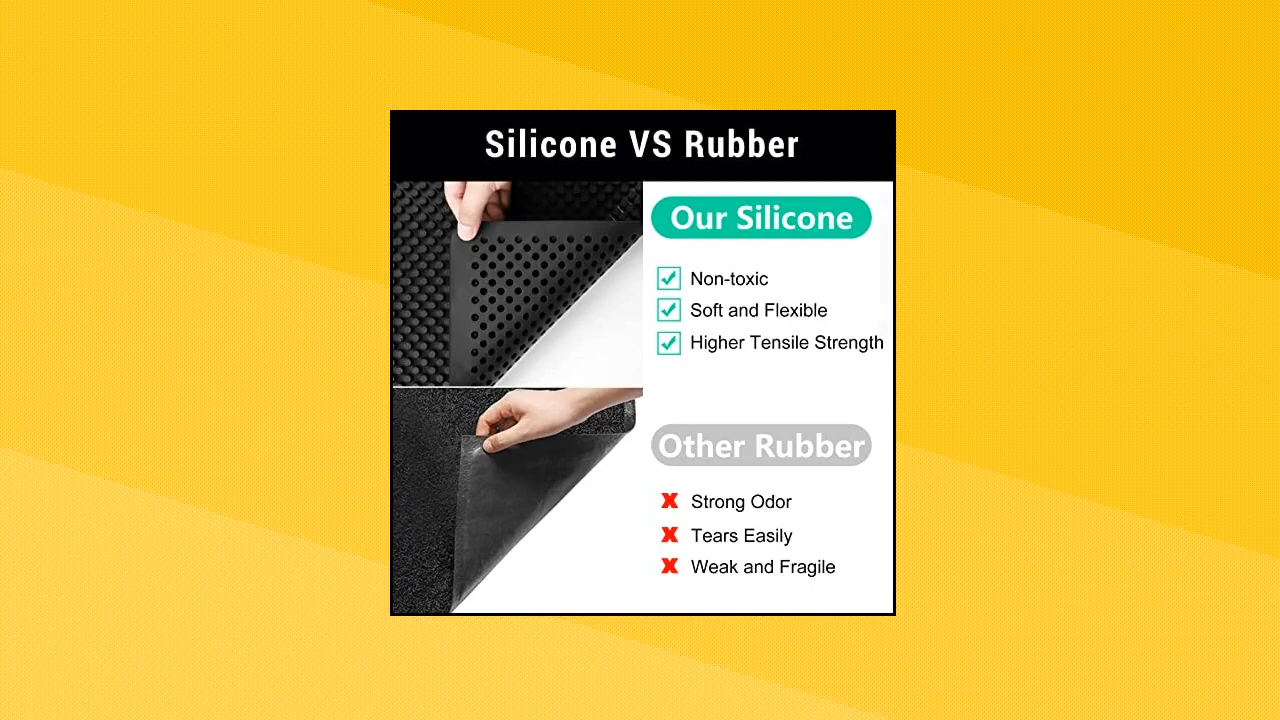 Silicone VS Rubber
Our Silicone
Non-toxic
Soft and Flexible
Higher Tensile Strength
Other Rubber
Strong Odor
Tears Easily
Weak and Fragile